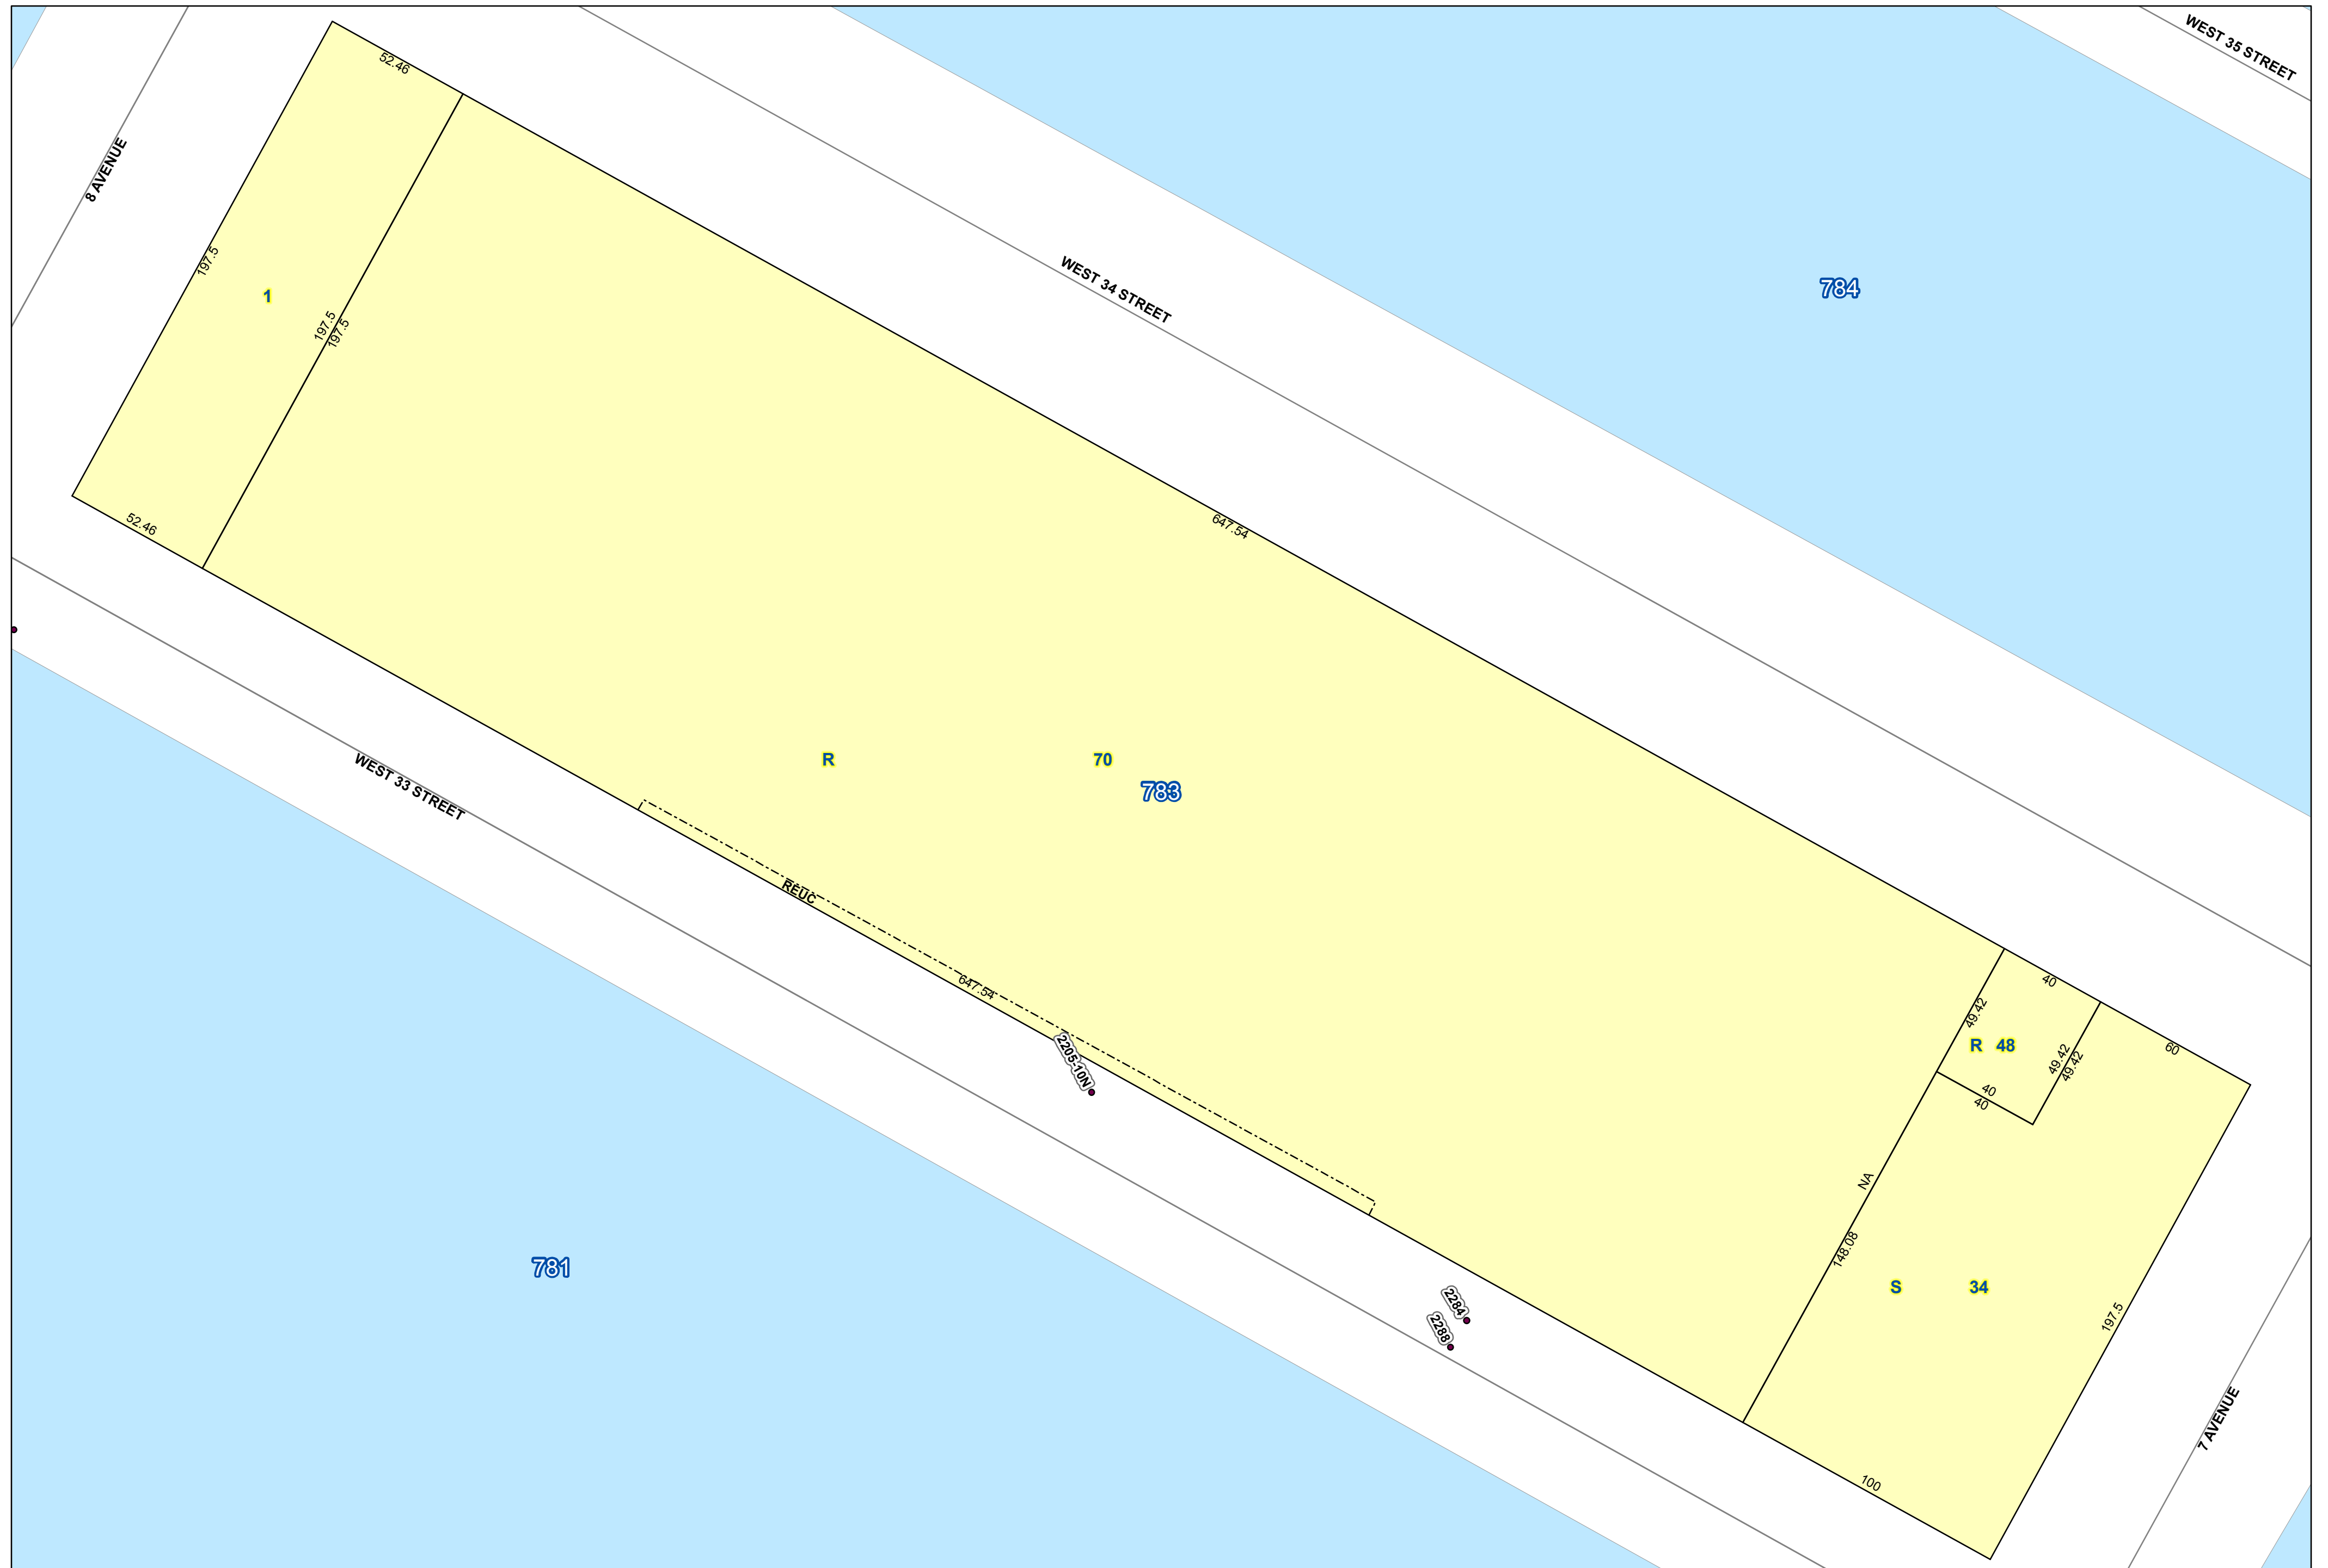 WEST 35 STREET
52.46
8 AVENUE
197.5
1
197.5
197.5
WEST 34 STREET
784
52.46
647.54
R
70
783
WEST 33 STREET
REUC
647.54
2205-10N
40
49.42
R 48
49.42
49.42
60
40
40
NA
148.08
781
S
34
2284
2288
197.5
7 AVENUE
100